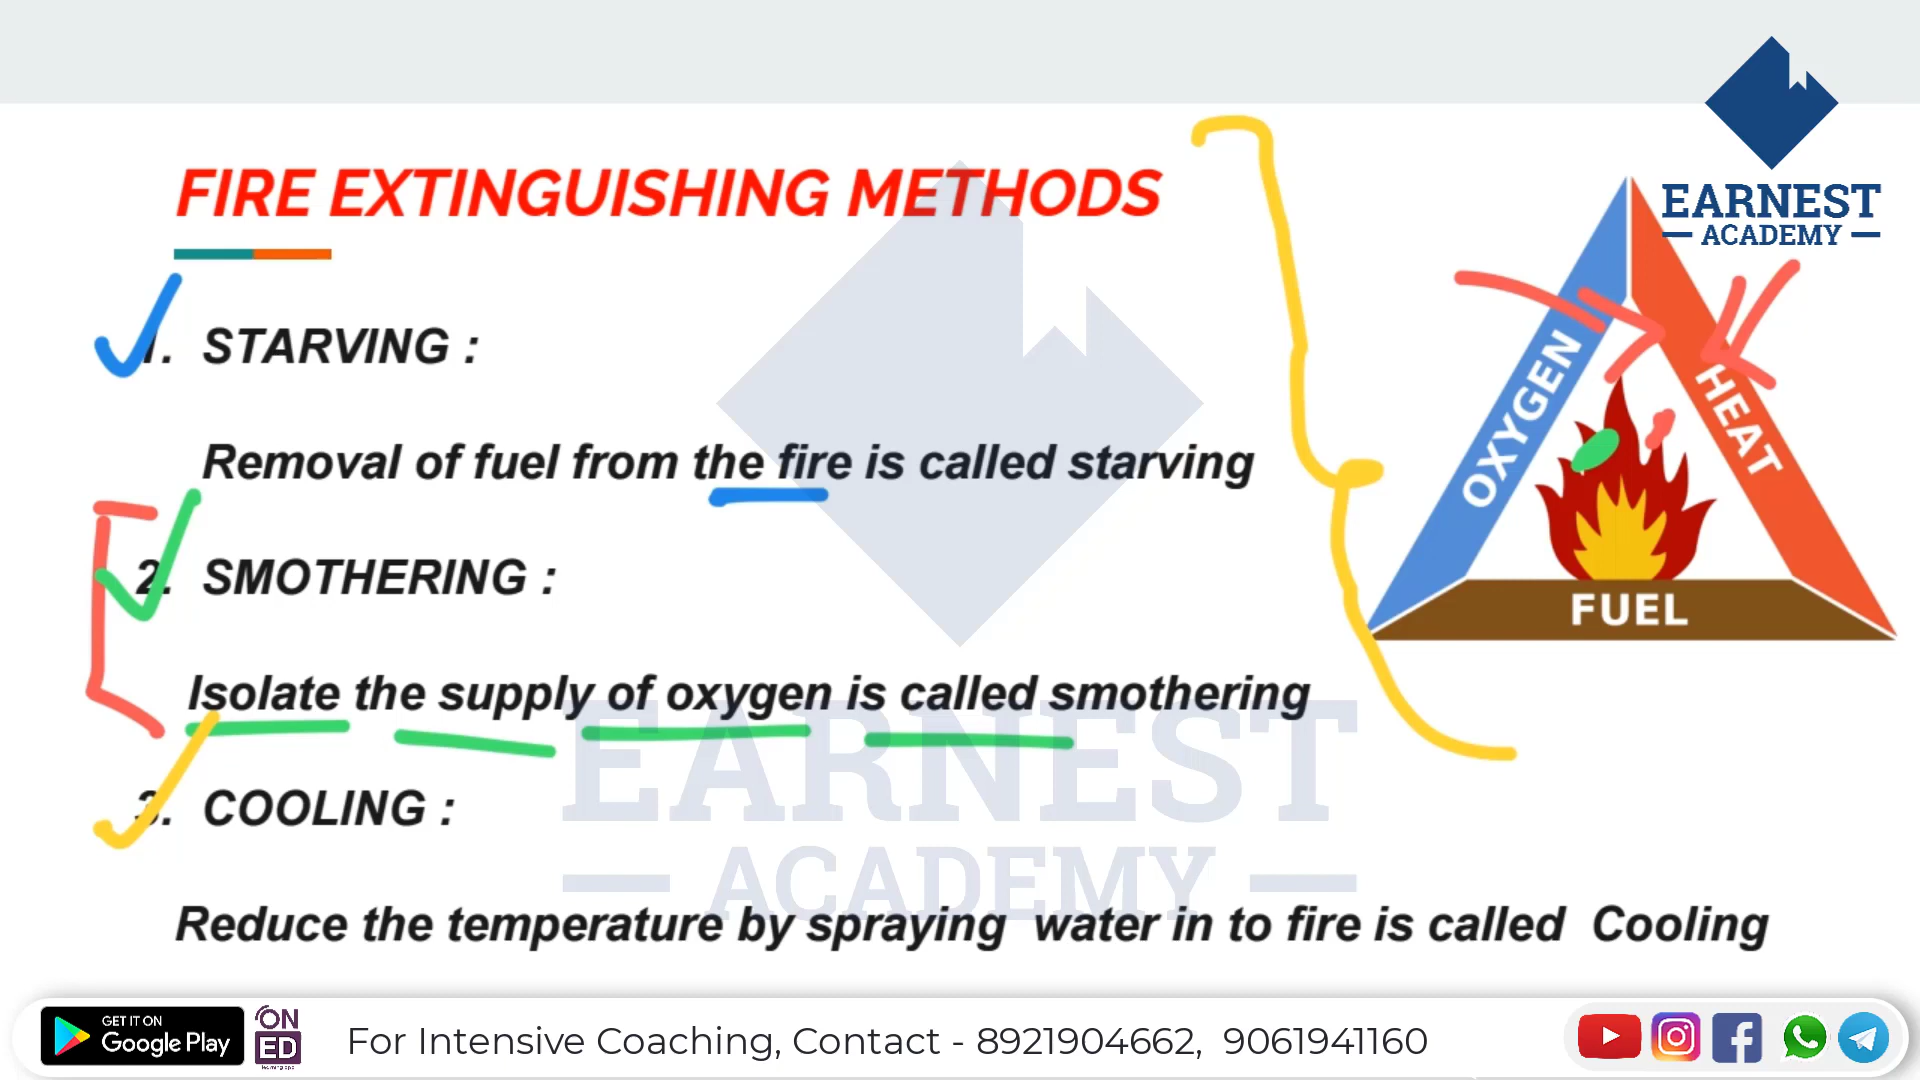 EARNEST
ACADEMY
FIRE EXTINGUISHING METHODS
1. STARVING :
Removal of fuel from the fire is called starving
2. SMOTHERING :
Isolate the supply of oxygen is called smothering
3. COOLING :
Reduce the temperature by spraying water in to fire is called Cooling
OXYGEN
HEAT
FUEL
EARNEST
ACADEMY
GET IT ON
Google Play
ON
ED
learning app
For Intensive Coaching, Contact - 8921904662, 9061941160